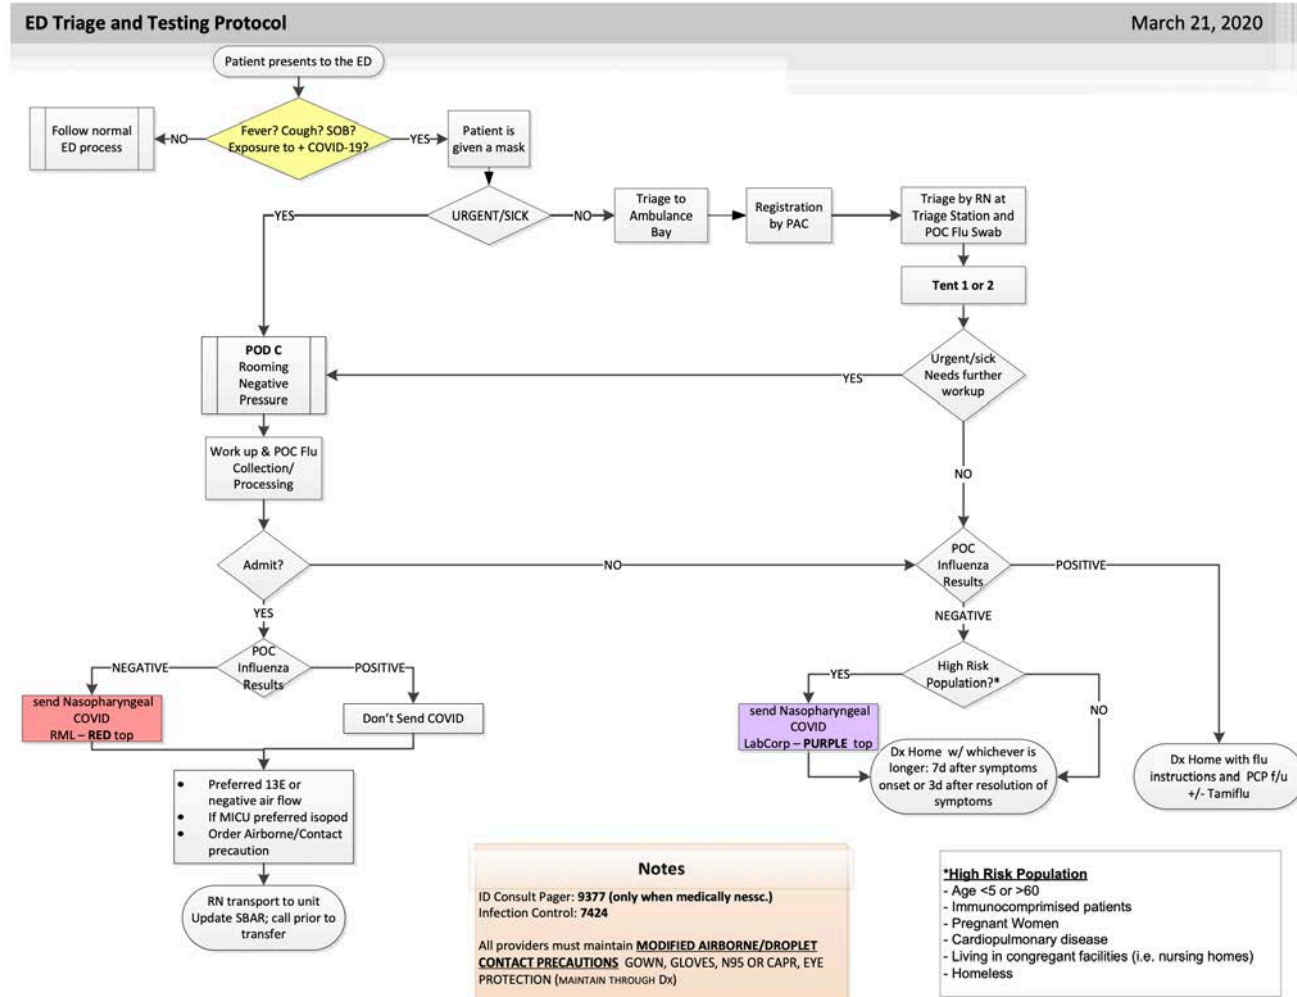 ED Triage and Testing Protocol
March 21, 2020
Patient presents to the ED
Follow normal
ED process
NO
Fever? Cough? SOB?
Exposure to + COVID-19?
YES
Patient is
given a mask
YES
URGENT/SICK
NO
Triage to
Ambulance
Bay
Registration
by PAC
Triage by RN at
Triage Station and
POC Flu Swab
Tent 1 or 2
POD C
Rooming
Negative
Pressure
YES
Urgent/sick
Needs further
workup
Work up & POC Flu
Collection/
Processing
NO
Admit?
NO
POC
Influenza
Results
POSITIVE
YES
NEGATIVE
NEGATIVE
POC
Influenza
Results
POSITIVE
YES
High Risk
Population?*
NO
send Nasopharyngeal
COVID
RML – RED top
Don't Send COVID
send Nasopharyngeal
COVID
LabCorp – PURPLE top
Dx Home w/ whichever is
longer: 7d after symptoms
onset or 3d after resolution of
symptoms
Dx Home with flu
instructions and PCP f/u
+/- Tamiflu
• Preferred 13E or
negative air flow
• If MICU preferred isopod
• Order Airborne/Contact
precaution
RN transport to unit
Update SBAR; call prior to
transfer
Notes
ID Consult Pager: 9377 (only when medically nessc.)
Infection Control: 7424
All providers must maintain MODIFIED AIRBORNE/DROPLET
CONTACT PRECAUTIONS GOWN, GLOVES, N95 OR CAPR, EYE
PROTECTION (MAINTAIN THROUGH Dx)
*High Risk Population
- Age <5 or >60
- Immunocomprimised patients
- Pregnant Women
- Cardiopulmonary disease
- Living in congregant facilities (i.e. nursing homes)
- Homeless